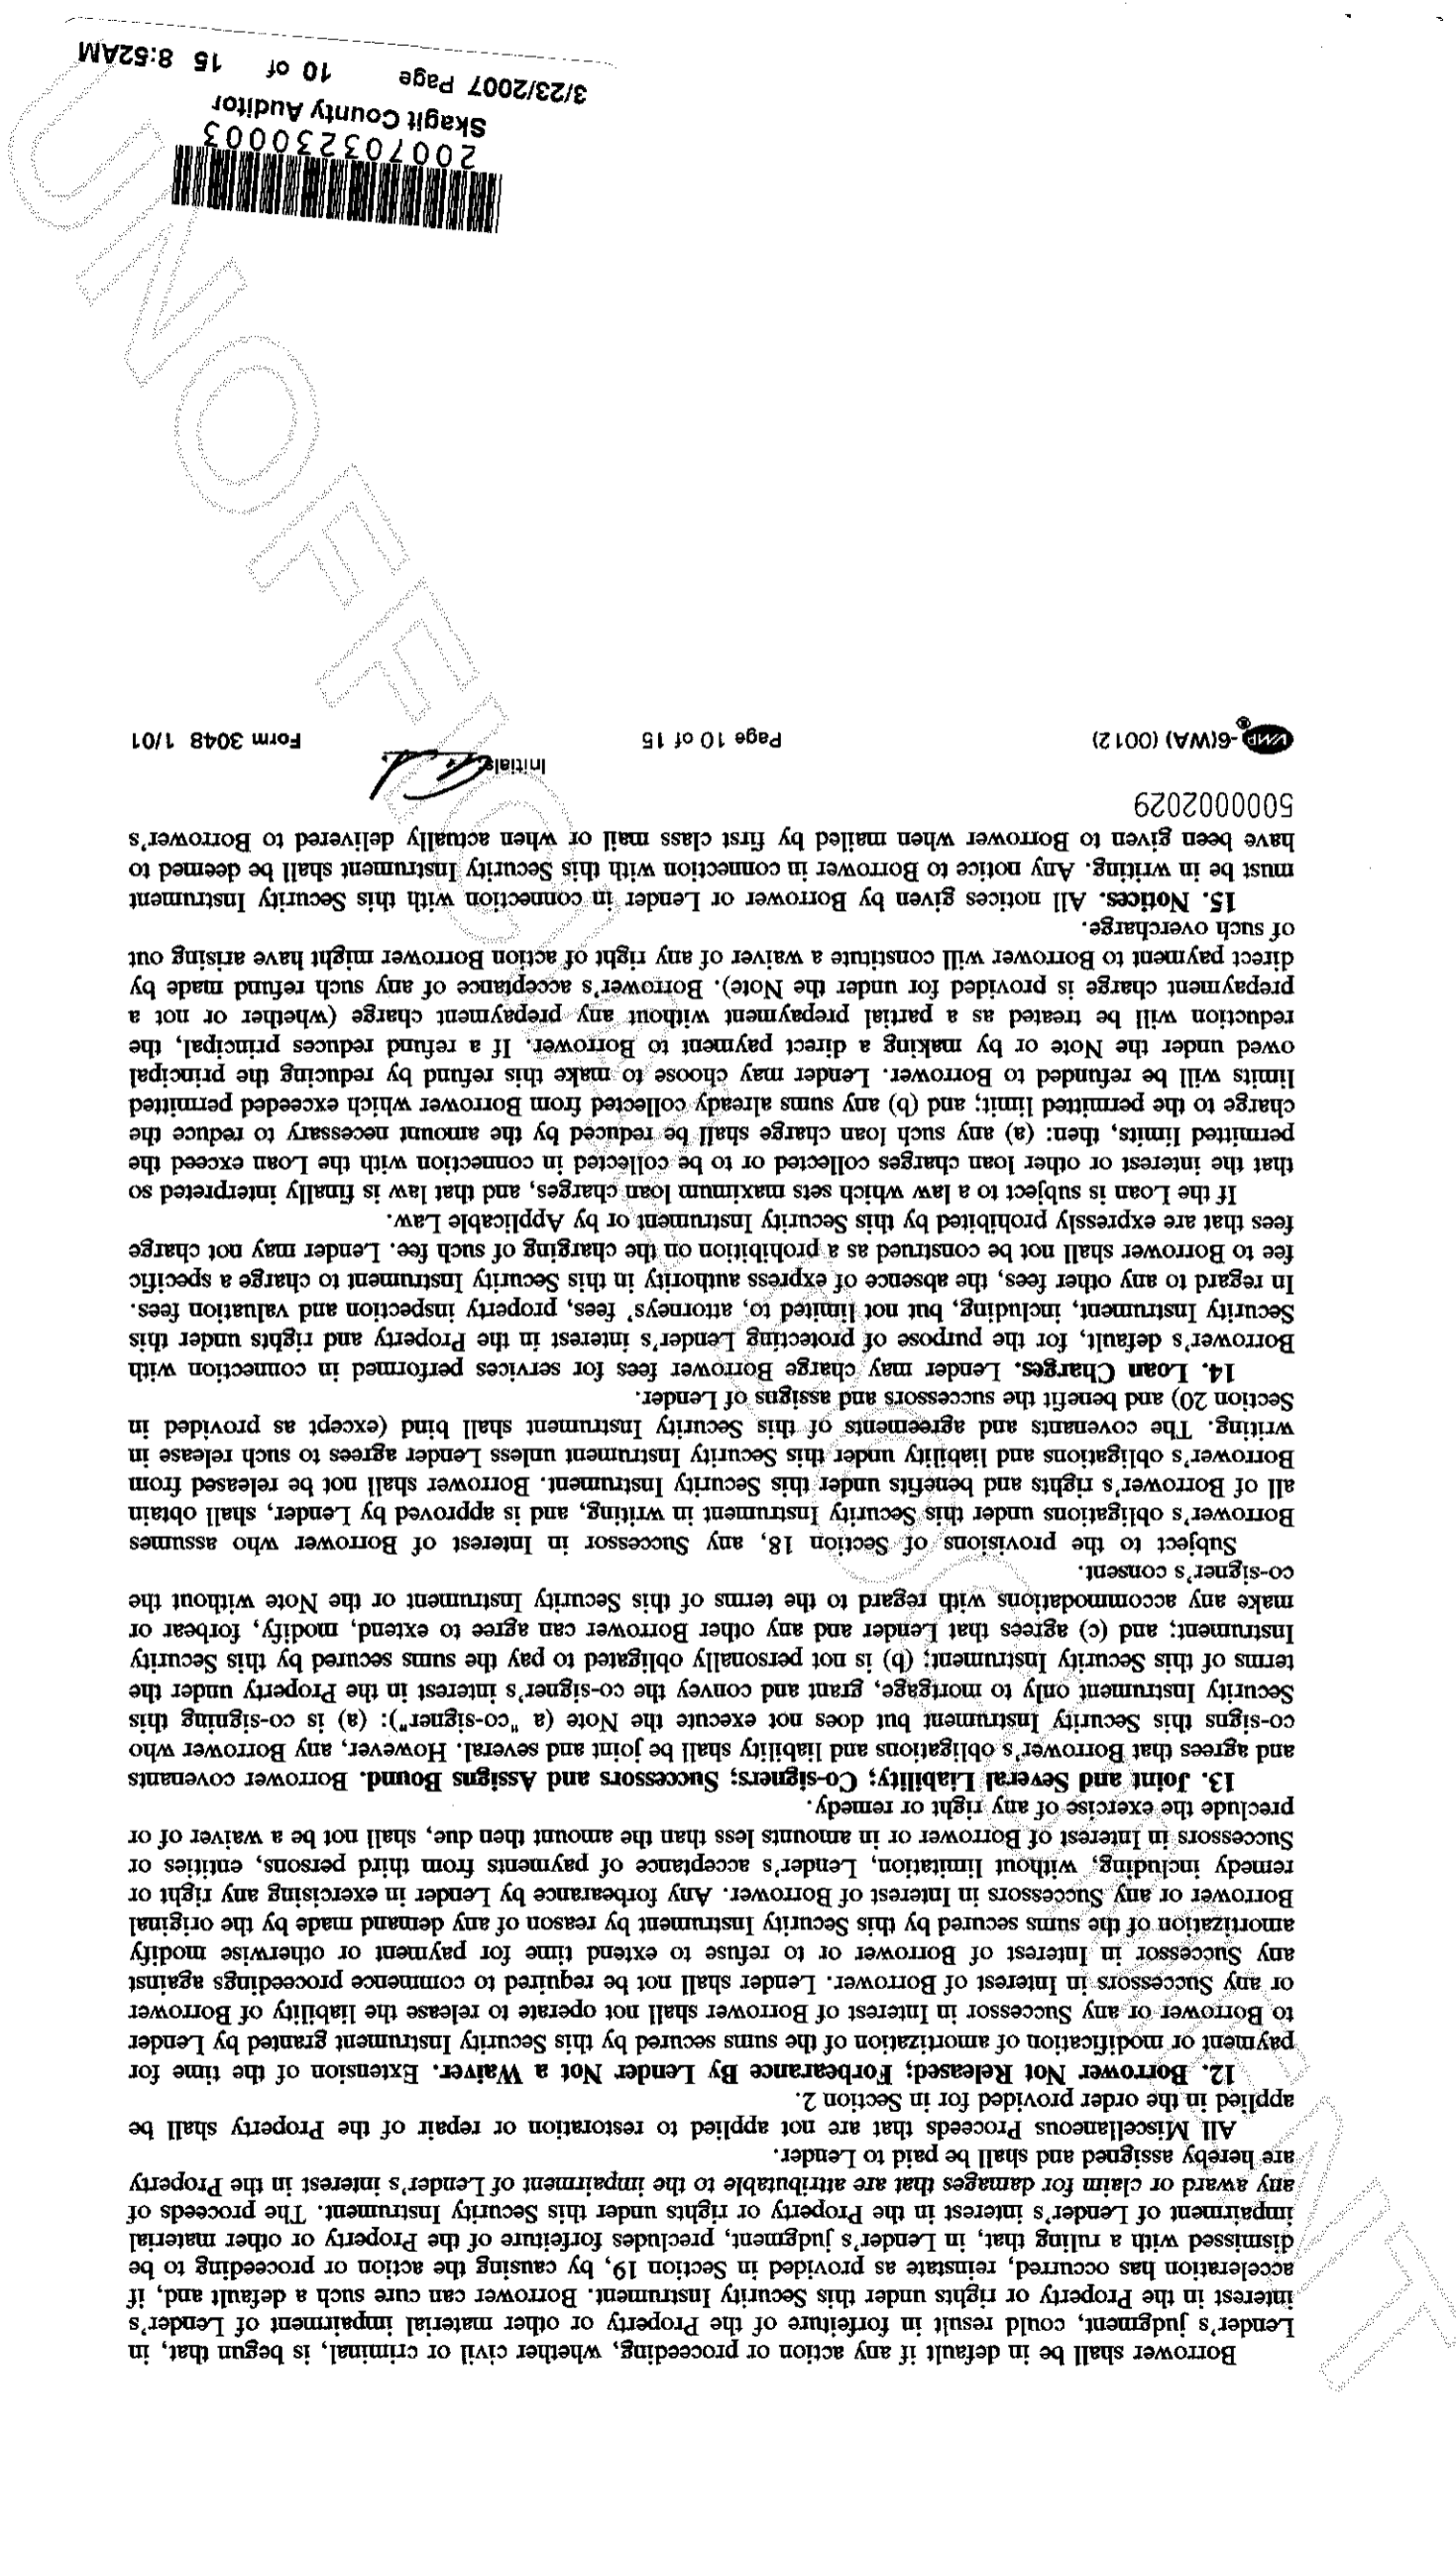 Borrower shall be in default if any action or proceeding, whether civil or criminal, is begun that, in
Lender's judgment, could result in forfeiture of the Property or other material impairment of Lender's
interest in the Property or rights under this Security Instrument. Borrower can cure such a default and, if
acceleration has occurred, reinstate as provided in Section 19, by causing the action or proceeding to be
dismissed with a ruling that, in Lender's judgment, precludes forfeiture of the Property or other material
impairment of Lender's interest in the Property or rights under this Security Instrument. The proceeds of
any award or claim for damages that are attributable to the impairment of Lender's interest in the Property
are hereby assigned and shall be paid to Lender.
All Miscellaneous Proceeds that are not applied to restoration or repair of the Property shall be
applied in the order provided for in Section 2.
12. Borrower Not Released; Forbearance By Lender Not a Waiver. Extension of the time for
payment or modification of amortization of the sums secured by this Security Instrument granted by Lender
to Borrower or any Successor in Interest of Borrower shall not operate to release the liability of Borrower
or any Successors in Interest of Borrower. Lender shall not be required to commence proceedings against
any Successor in Interest of Borrower or to refuse to extend time for payment or otherwise modify
amortization of the sums secured by this Security Instrument by reason of any demand made by the original
Borrower or any Successors in Interest of Borrower. Any forbearance by Lender in exercising any right or
remedy including, without limitation, Lender's acceptance of payments from third persons, entities or
Successors in Interest of Borrower or in amounts less than the amount then due, shall not be a waiver of or
preclude the exercise of any right or remedy.
13. Joint and Several Liability; Co-signers; Successors and Assigns Bound. Borrower covenants
and agrees that Borrower's obligations and liability shall be joint and several. However, any Borrower who
co-signs this Security Instrument but does not execute the Note (a "co-signer"): (a) is co-signing this
Security Instrument only to mortgage, grant and convey the co-signer's interest in the Property under the
terms of this Security Instrument; (b) is not personally obligated to pay the sums secured by this Security
Instrument; and (c) agrees that Lender and any other Borrower can agree to extend, modify, forbear or
make any accommodations with regard to the terms of this Security Instrument or the Note without the
co-signer's consent.
Subject to the provisions of Section 18, any Successor in Interest of Borrower who assumes
Borrower's obligations under this Security Instrument in writing, and is approved by Lender, shall obtain
all of Borrower's rights and benefits under this Security Instrument. Borrower shall not be released from
Borrower's obligations and liability under this Security Instrument unless Lender agrees to such release in
writing. The covenants and agreements of this Security Instrument shall bind (except as provided in
Section 20) and benefit the successors and assigns of Lender.
14. Loan Charges. Lender may charge Borrower fees for services performed in connection with
Borrower's default, for the purpose of protecting Lender's interest in the Property and rights under this
Security Instrument, including, but not limited to, attorneys' fees, property inspection and valuation fees.
In regard to any other fees, the absence of express authority in this Security Instrument to charge a specific
fee to Borrower shall not be construed as a prohibition on the charging of such fee. Lender may not charge
fees that are expressly prohibited by this Security Instrument or by Applicable Law.
If the Loan is subject to a law which sets maximum loan charges, and that law is finally interpreted so
that the interest or other loan charges collected or to be collected in connection with the Loan exceed the
permitted limits, then: (a) any such loan charge shall be reduced by the amount necessary to reduce the
charge to the permitted limit; and (b) any sums already collected from Borrower which exceeded permitted
limits will be refunded to Borrower. Lender may choose to make this refund by reducing the principal
owed under the Note or by making a direct payment to Borrower. If a refund reduces principal, the
reduction will be treated as a partial prepayment without any prepayment charge (whether or not a
prepayment charge is provided for under the Note). Borrower's acceptance of any such refund made by
direct payment to Borrower will constitute a waiver of any right of action Borrower might have arising out
of such overcharge.
15. Notices. All notices given by Borrower or Lender in connection with this Security Instrument
must be in writing. Any notice to Borrower in connection with this Security Instrument shall be deemed to
have been given to Borrower when mailed by first class mail or when actually delivered to Borrower's
5000002029
Initials
VMP-6(WA) (0012) Page 10 of 15 Form 3048 1/01
200703230003
Skagit County Auditor
3/23/2007 Page 10 of 15 8:52AM
UNOFFICIAL DOCUMENT